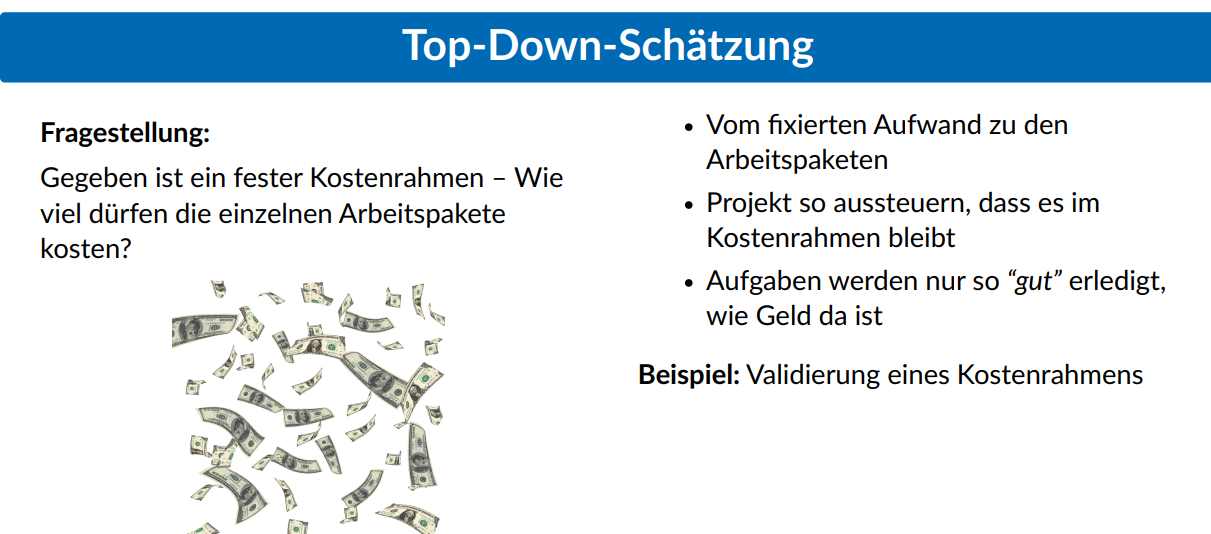 Top-Down-Schätzung
Fragestellung:
Gegeben ist ein fester Kostenrahmen – Wie
viel dürfen die einzelnen Arbeitspakete
kosten?
• Vom fixierten Aufwand zu den
Arbeitspaketen
• Projekt so aussteuern, dass es im
Kostenrahmen bleibt
• Aufgaben werden nur so “gut” erledigt,
wie Geld da ist
Beispiel: Validierung eines Kostenrahmens